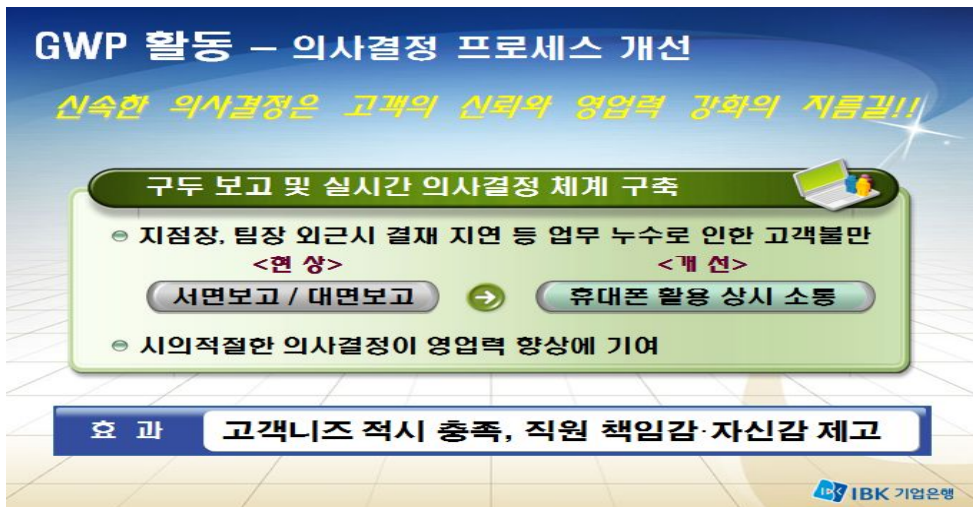 GWP 활동 – 의사결정 프로세스 개선
신속한 의사결정은 고객의 신뢰와 영업력 강화의 지름길!!
구두 보고 및 실시간 의사결정 체계 구축
지점장, 팀장 외근시 결재 지연 등 업무 누수로 인한 고객불만
<현 상> <개 선>
서면보고 / 대면보고 휴대폰 활용 상시 소통
시의적절한 의사결정이 영업력 향상에 기여
효 과 고객니즈 적시 충족, 직원 책임감·자신감 제고
IBK 기업은행